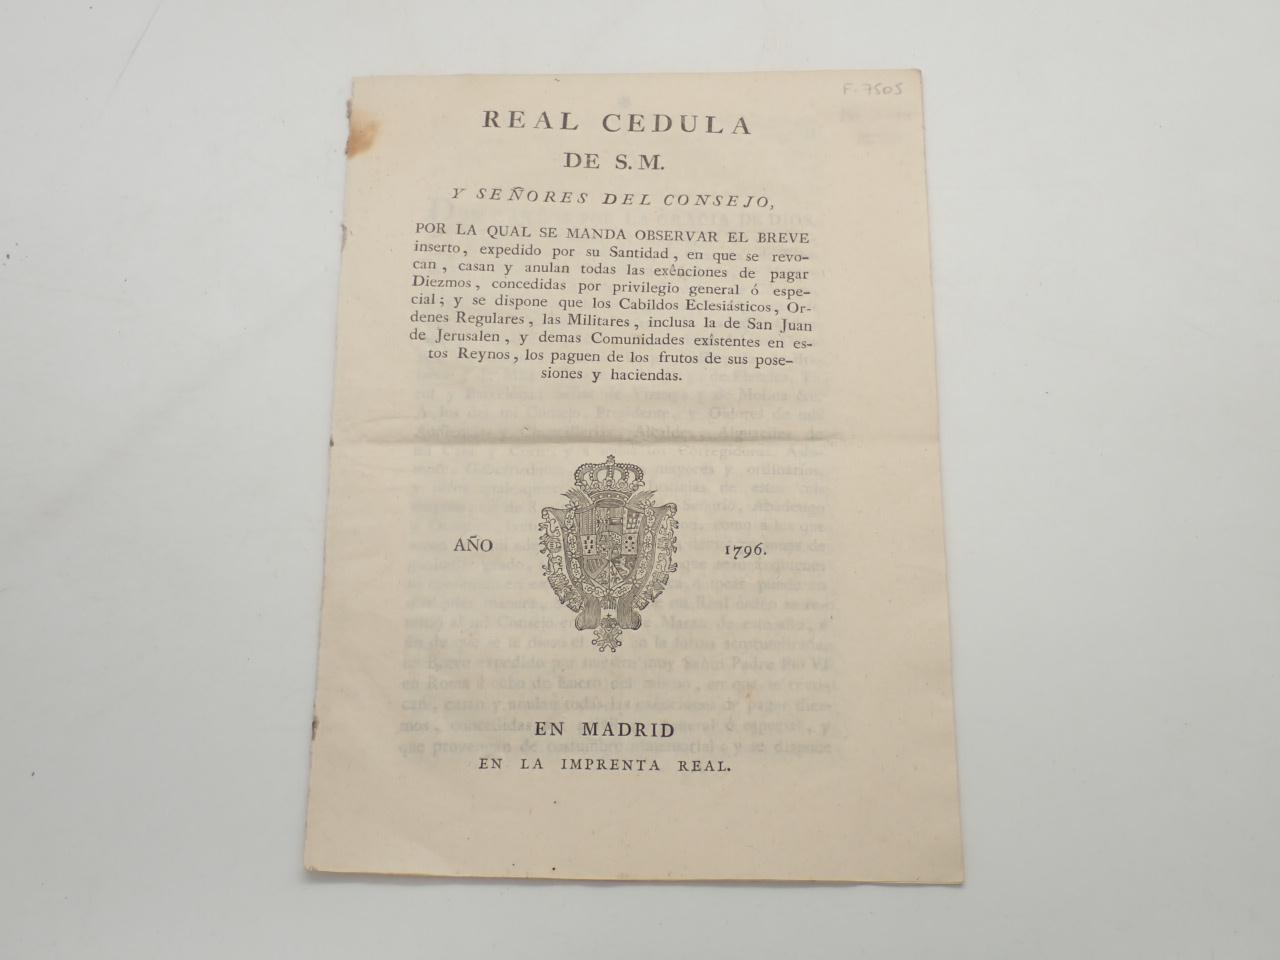 F-7505
REAL CEDULA
DE S. M.
Y SEÑORES DEL CONSEJO,
POR LA QUAL SE MANDA OBSERVAR EL BREVE
inserto, expedido por su Santidad, en que se revo-
can, casan y anulan todas las exênciones de pagar
Diezmos, concedidas por privilegio general ó espe-
cial; y se dispone que los Cabildos Eclesiásticos, Or-
denes Regulares, las Militares, inclusa la de San Juan
de Jerusalen, y demas Comunidades exîstentes en es-
tos Reynos, los paguen de los frutos de sus pose-
siones y haciendas.
AÑO 1796.
EN MADRID
EN LA IMPRENTA REAL.